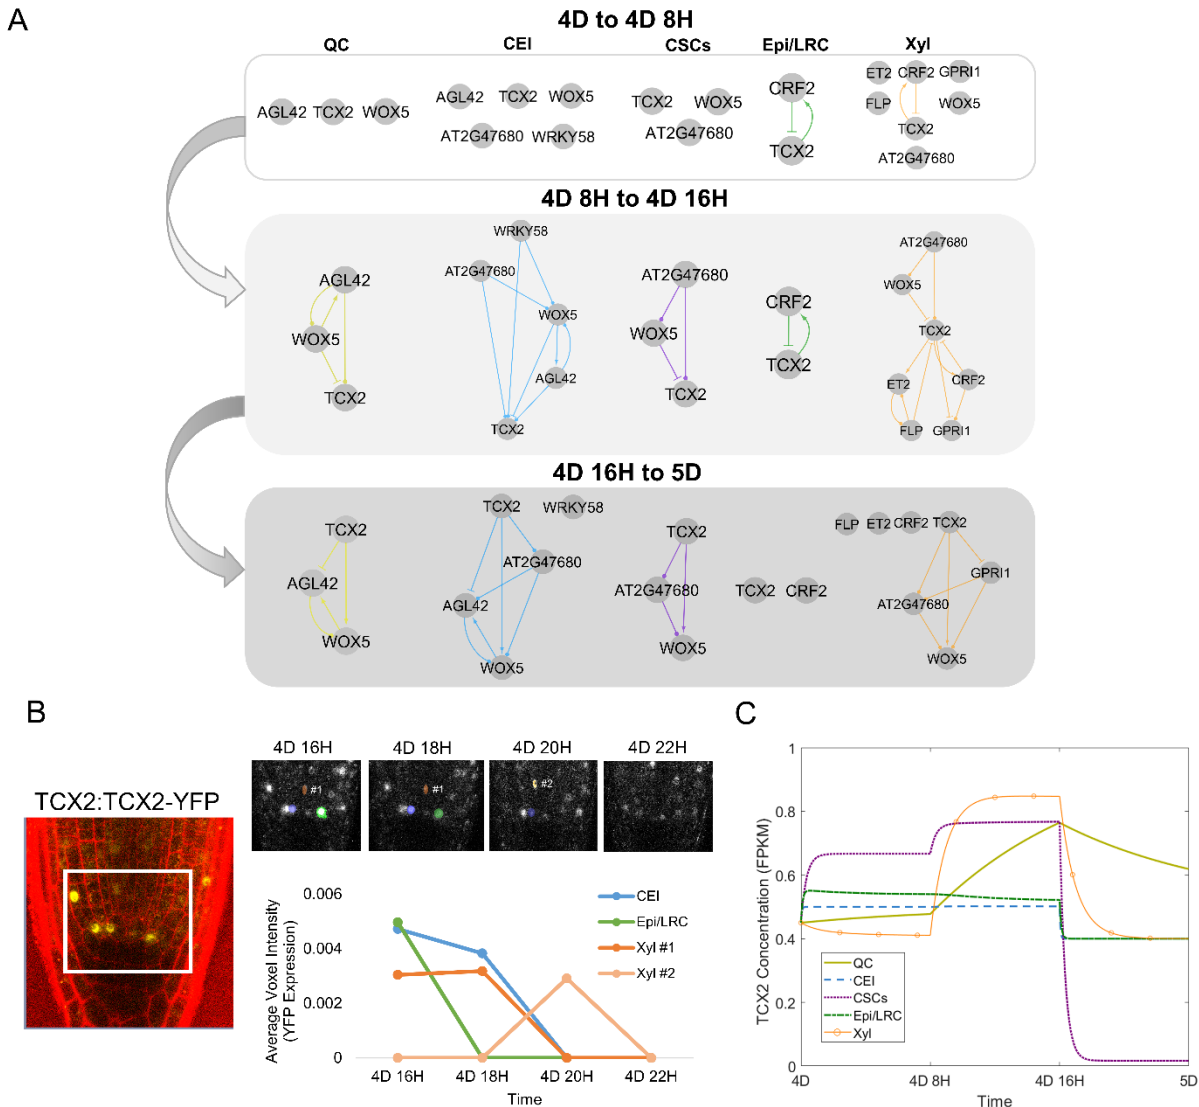 A
4D to 4D 8H
QC CEI CSCs Epi/LRC Xyl
AGL42 TCX2 WOX5
AGL42 TCX2 WOX5
AT2G47680 WRKY58
TCX2 WOX5
AT2G47680
CRF2
TCX2
ET2 CRF2 GPRI1
FLP WOX5
TCX2
AT2G47680
4D 8H to 4D 16H
AGL42
WOX5
TCX2
WRKY58
AT2G47680
WOX5
AGL42
TCX2
AT2G47680
WOX5
TCX2
CRF2
TCX2
AT2G47680
WOX5
TCX2
ET2 CRF2
FLP GPRI1
4D 16H to 5D
TCX2
AGL42
WOX5
TCX2 WRKY58
AT2G47680
AGL42
WOX5
TCX2
AT2G47680
WOX5
TCX2 CRF2
FLP ET2 CRF2 TCX2
GPRI1
AT2G47680
WOX5
B
TCX2:TCX2-YFP
4D 16H 4D 18H 4D 20H 4D 22H
#1 #1 #2
Average Voxel Intensity
(YFP Expression)
0.006
0.004
0.002
0
CEI
Epi/LRC
Xyl #1
Xyl #2
4D 16H 4D 18H 4D 20H 4D 22H
Time
C
TCX2 Concentration (FPKM)
1
0.8
0.6
0.4
0.2
0
QC
CEI
CSCs
Epi/LRC
Xyl
4D 4D 8H 4D 16H 5D
Time